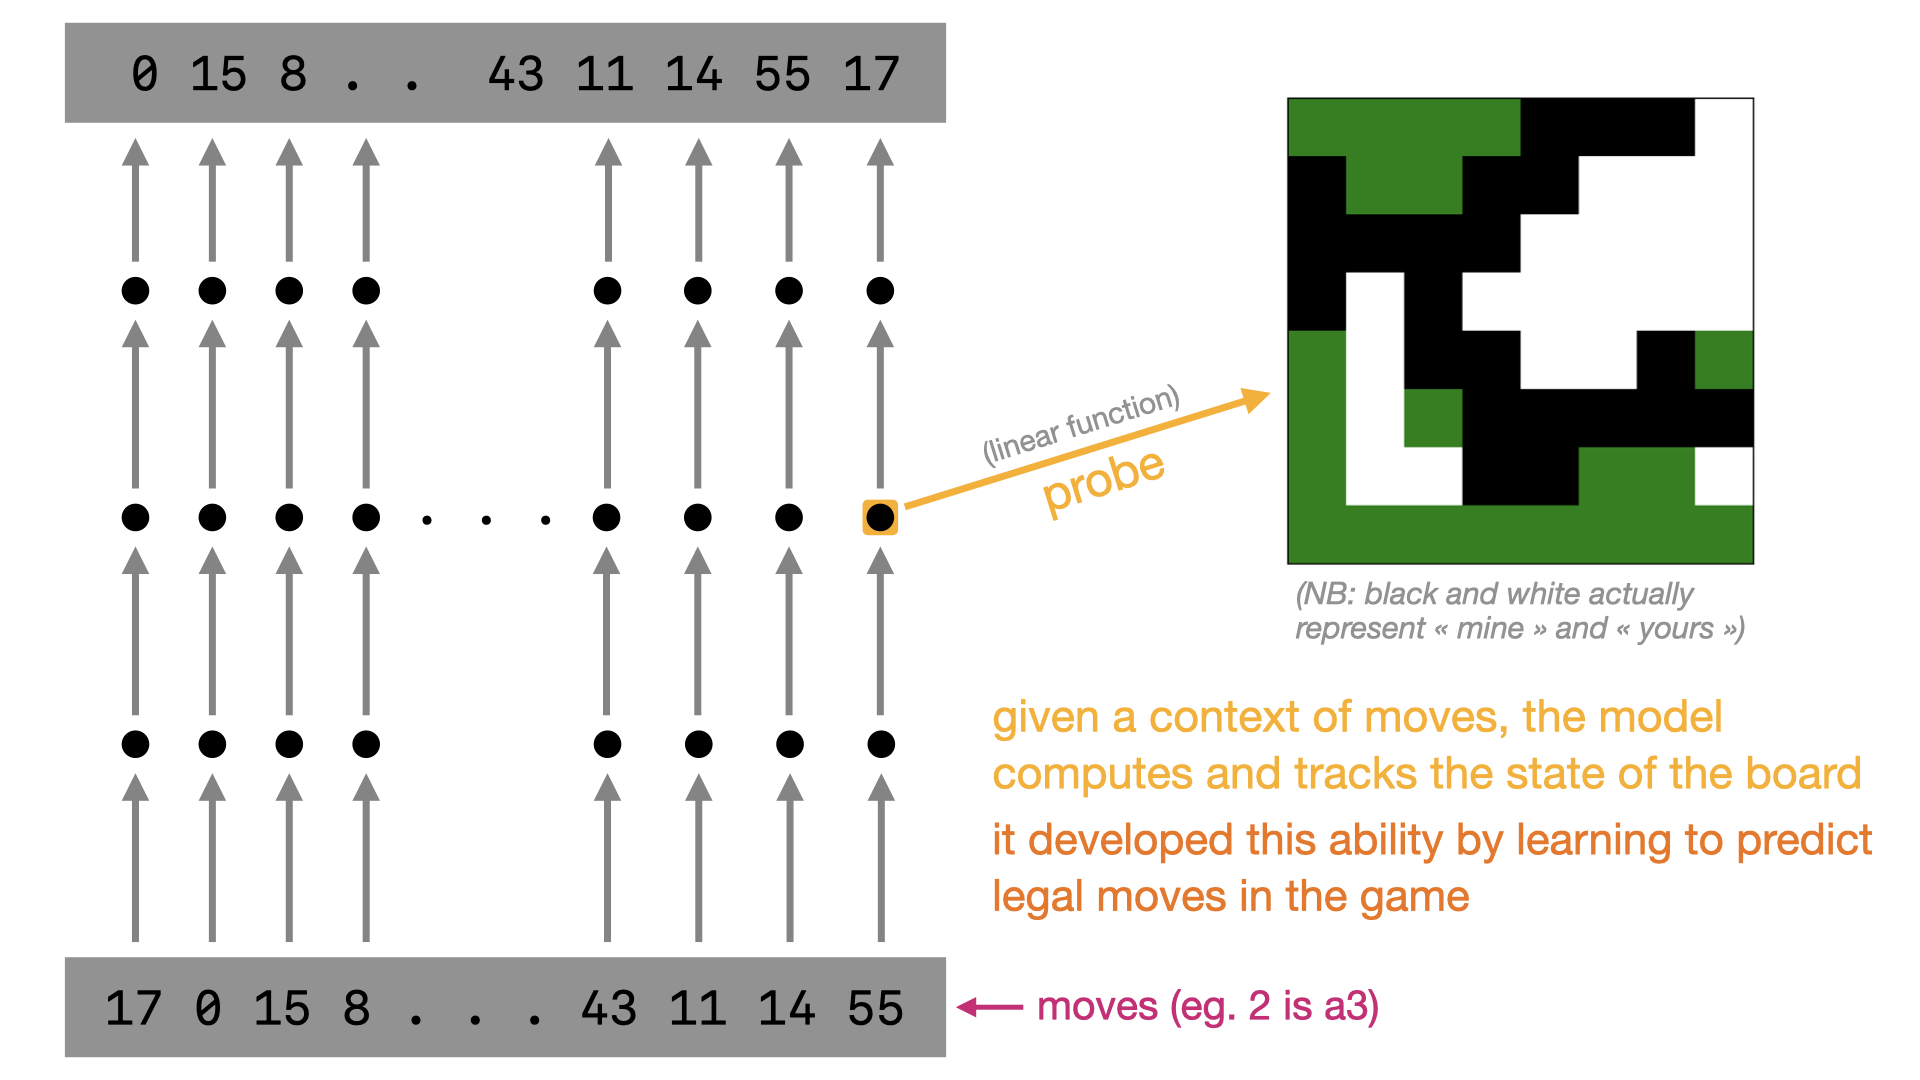 0 15 8 . . 43 11 14 55 17
(linear function)
probe
(NB: black and white actually
represent « mine » and « yours »)
given a context of moves, the model
computes and tracks the state of the board
it developed this ability by learning to predict
legal moves in the game
. . .
17 0 15 8 . . . 43 11 14 55
moves (eg. 2 is a3)